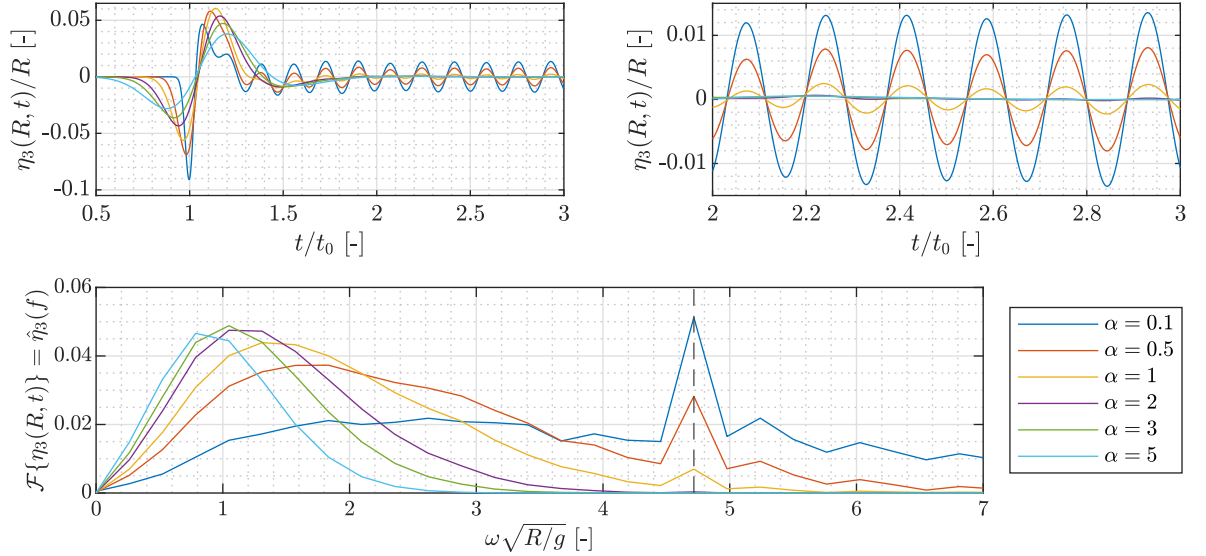 η₃(R, t)/R [-]
0.05
0
-0.05
-0.1
0.5 1 1.5 2 2.5 3
t/t₀ [-]
η₃(R, t)/R [-]
0.01
0
-0.01
2 2.2 2.4 2.6 2.8 3
t/t₀ [-]
ℱ{η₃(R, t)} = η̂₃(f)
0.06
0.04
0.02
0
0 1 2 3 4 5 6 7
ω√R/g [-]
α = 0.1
α = 0.5
α = 1
α = 2
α = 3
α = 5